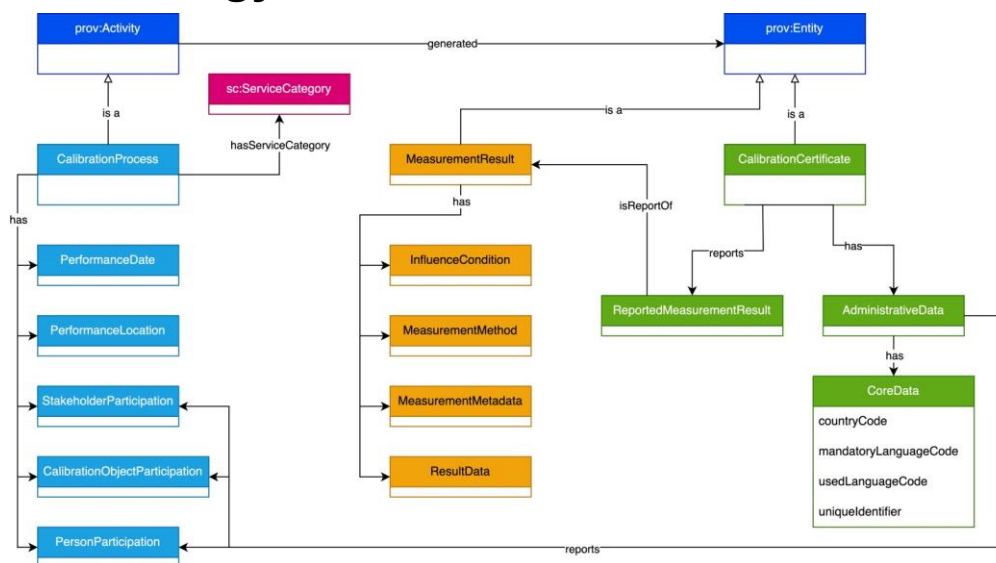 prov:Activity
generated
prov:Entity
is a
sc:ServiceCategory
is a
is a
hasServiceCategory
CalibrationProcess
MeasurementResult
CalibrationCertificate
has
has
isReportOf
reports
has
PerformanceDate
InfluenceCondition
ReportedMeasurementResult
AdministrativeData
PerformanceLocation
MeasurementMethod
has
StakeholderParticipation
MeasurementMetadata
CoreData
countryCode
mandatoryLanguageCode
usedLanguageCode
uniqueIdentifier
CalibrationObjectParticipation
ResultData
PersonParticipation
reports